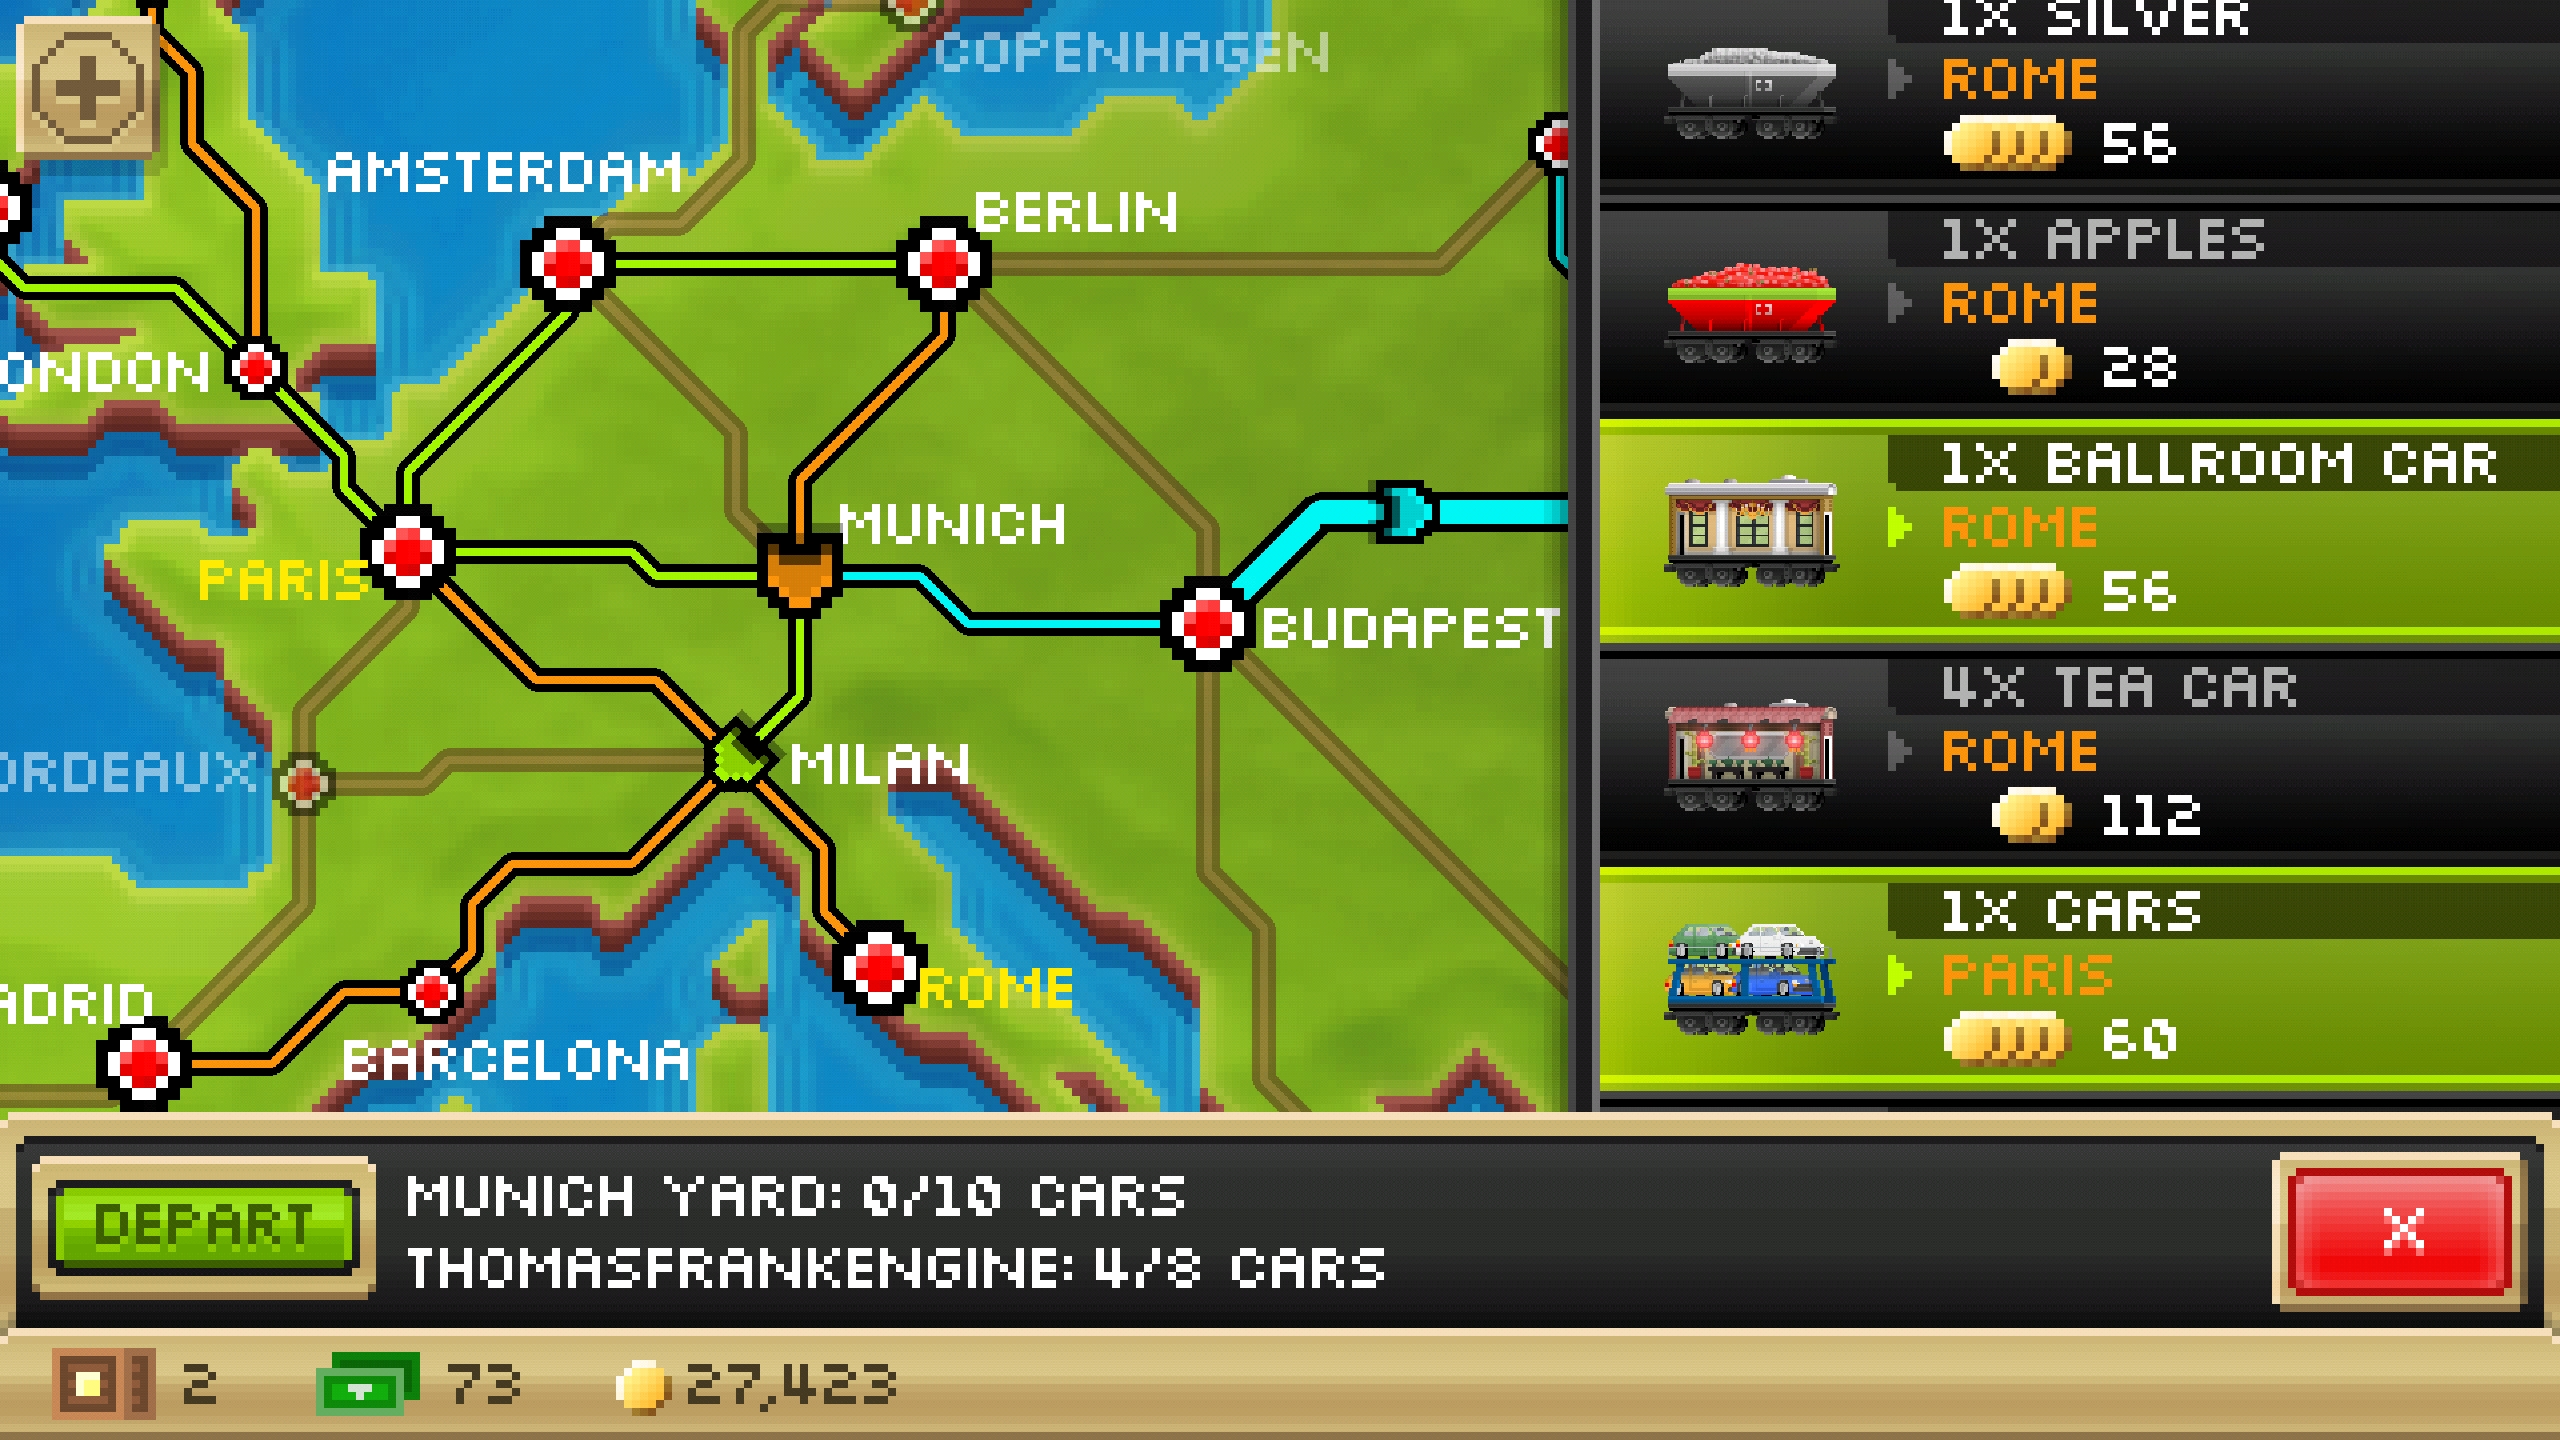 COPENHAGEN
AMSTERDAM
BERLIN
ONDON
MUNICH
PARIS
BUDAPEST
ORDEAUX
MILAN
ADRID
ROME
BARCELONA
1X SILVER
ROME
56
1X APPLES
ROME
28
1X BALLROOM CAR
ROME
56
4X TEA CAR
ROME
112
1X CARS
PARIS
60
DEPART
MUNICH YARD: 0/10 CARS
THOMASFRANKENGINE: 4/8 CARS
X
2
73
27,423